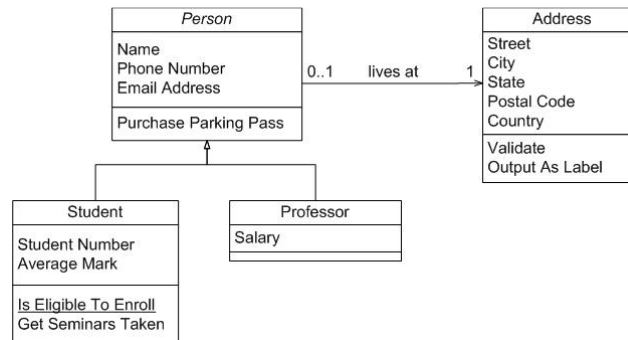 Person
Name
Phone Number
Email Address
Purchase Parking Pass
0..1 lives at 1
Address
Street
City
State
Postal Code
Country
Validate
Output As Label
Student
Student Number
Average Mark
Is Eligible To Enroll
Get Seminars Taken
Professor
Salary